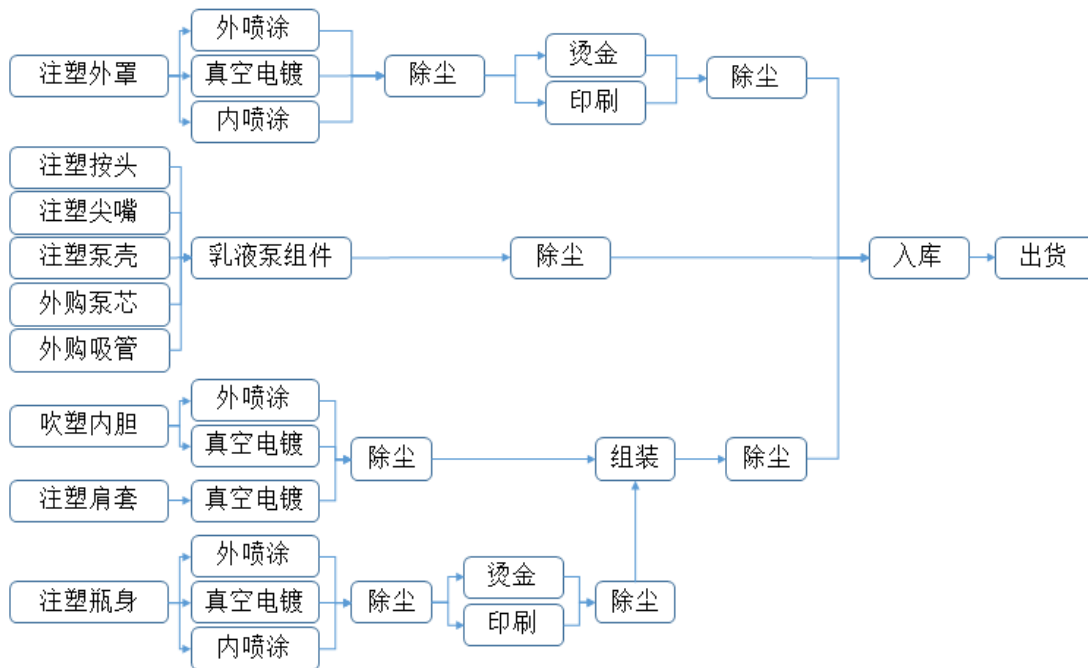 外喷涂
注塑外罩
真空电镀
内喷涂
除尘
烫金
印刷
除尘
注塑按头
注塑尖嘴
注塑泵壳
外购泵芯
外购吸管
乳液泵组件
除尘
入库
出货
吹塑内胆
外喷涂
真空电镀
注塑肩套
真空电镀
除尘
组装
除尘
注塑瓶身
外喷涂
真空电镀
内喷涂
除尘
烫金
印刷
除尘